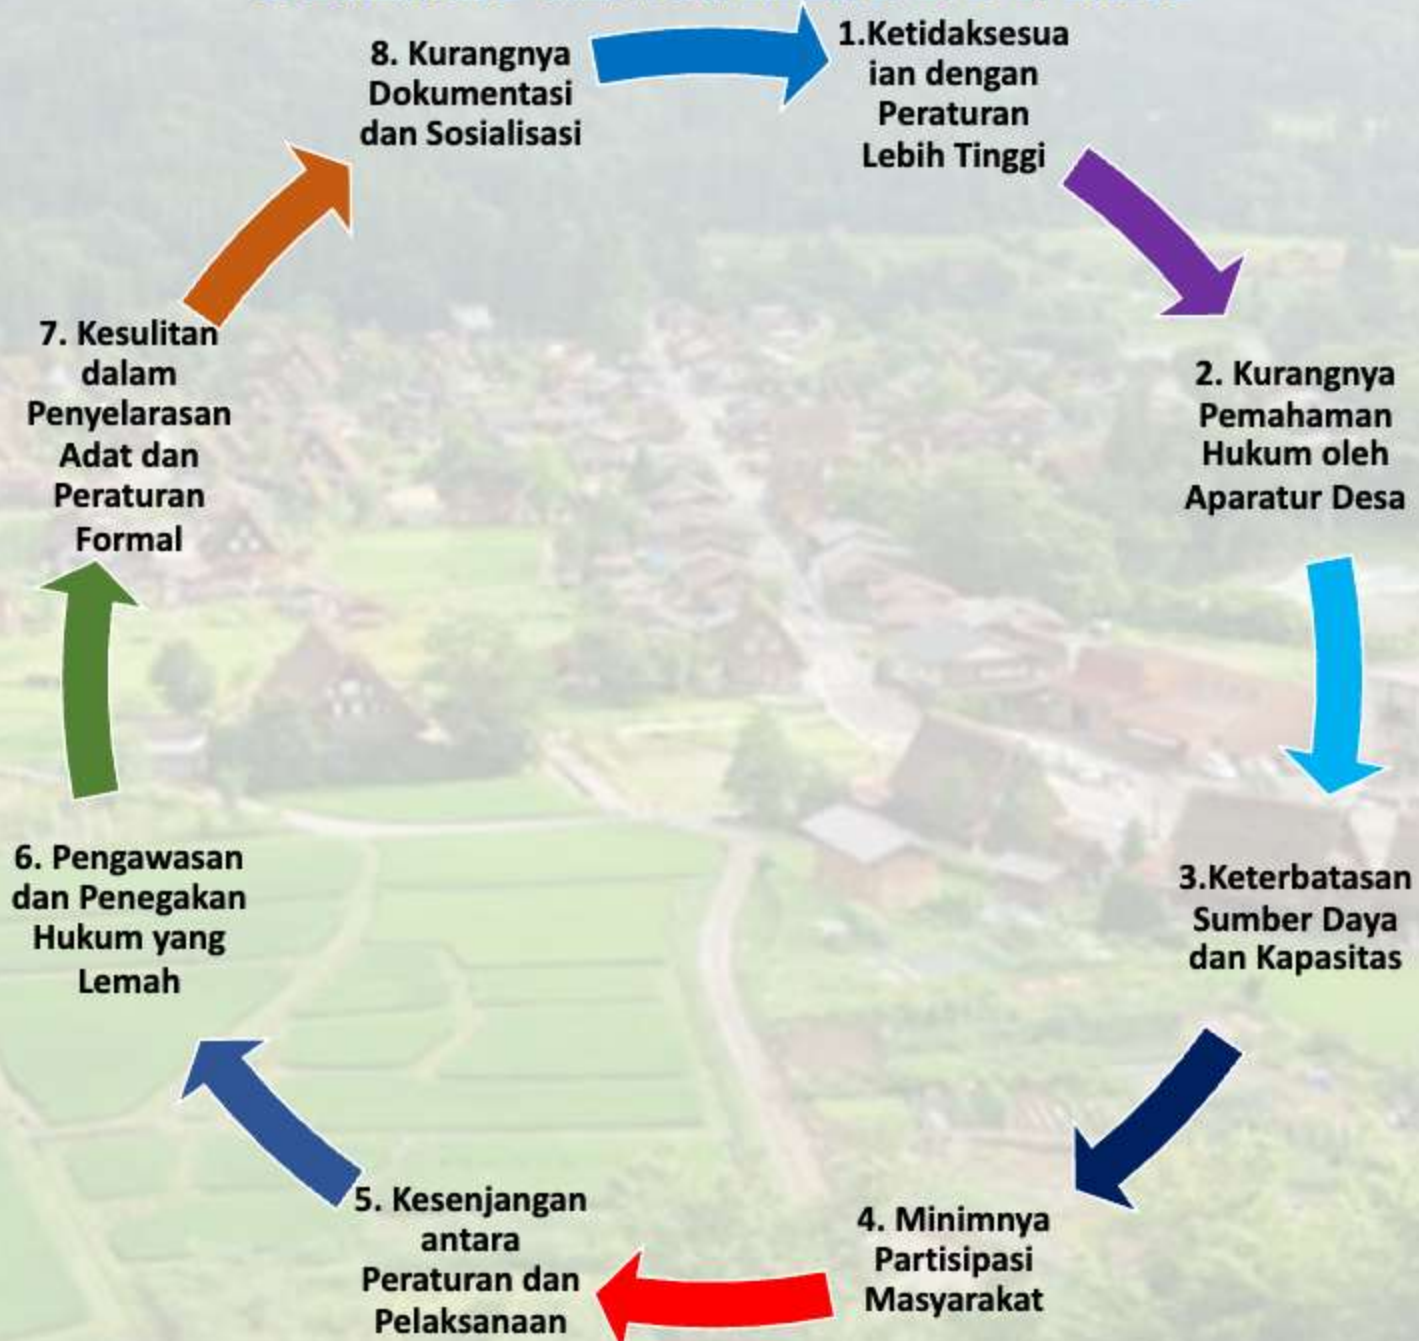 1.Ketidaksesua
ian dengan
Peraturan
Lebih Tinggi
2. Kurangnya
Pemahaman
Hukum oleh
Aparatur Desa
3.Keterbatasan
Sumber Daya
dan Kapasitas
4. Minimnya
Partisipasi
Masyarakat
5. Kesenjangan
antara
Peraturan dan
Pelaksanaan
6. Pengawasan
dan Penegakan
Hukum yang
Lemah
7. Kesulitan
dalam
Penyelarasan
Adat dan
Peraturan
Formal
8. Kurangnya
Dokumentasi
dan Sosialisasi